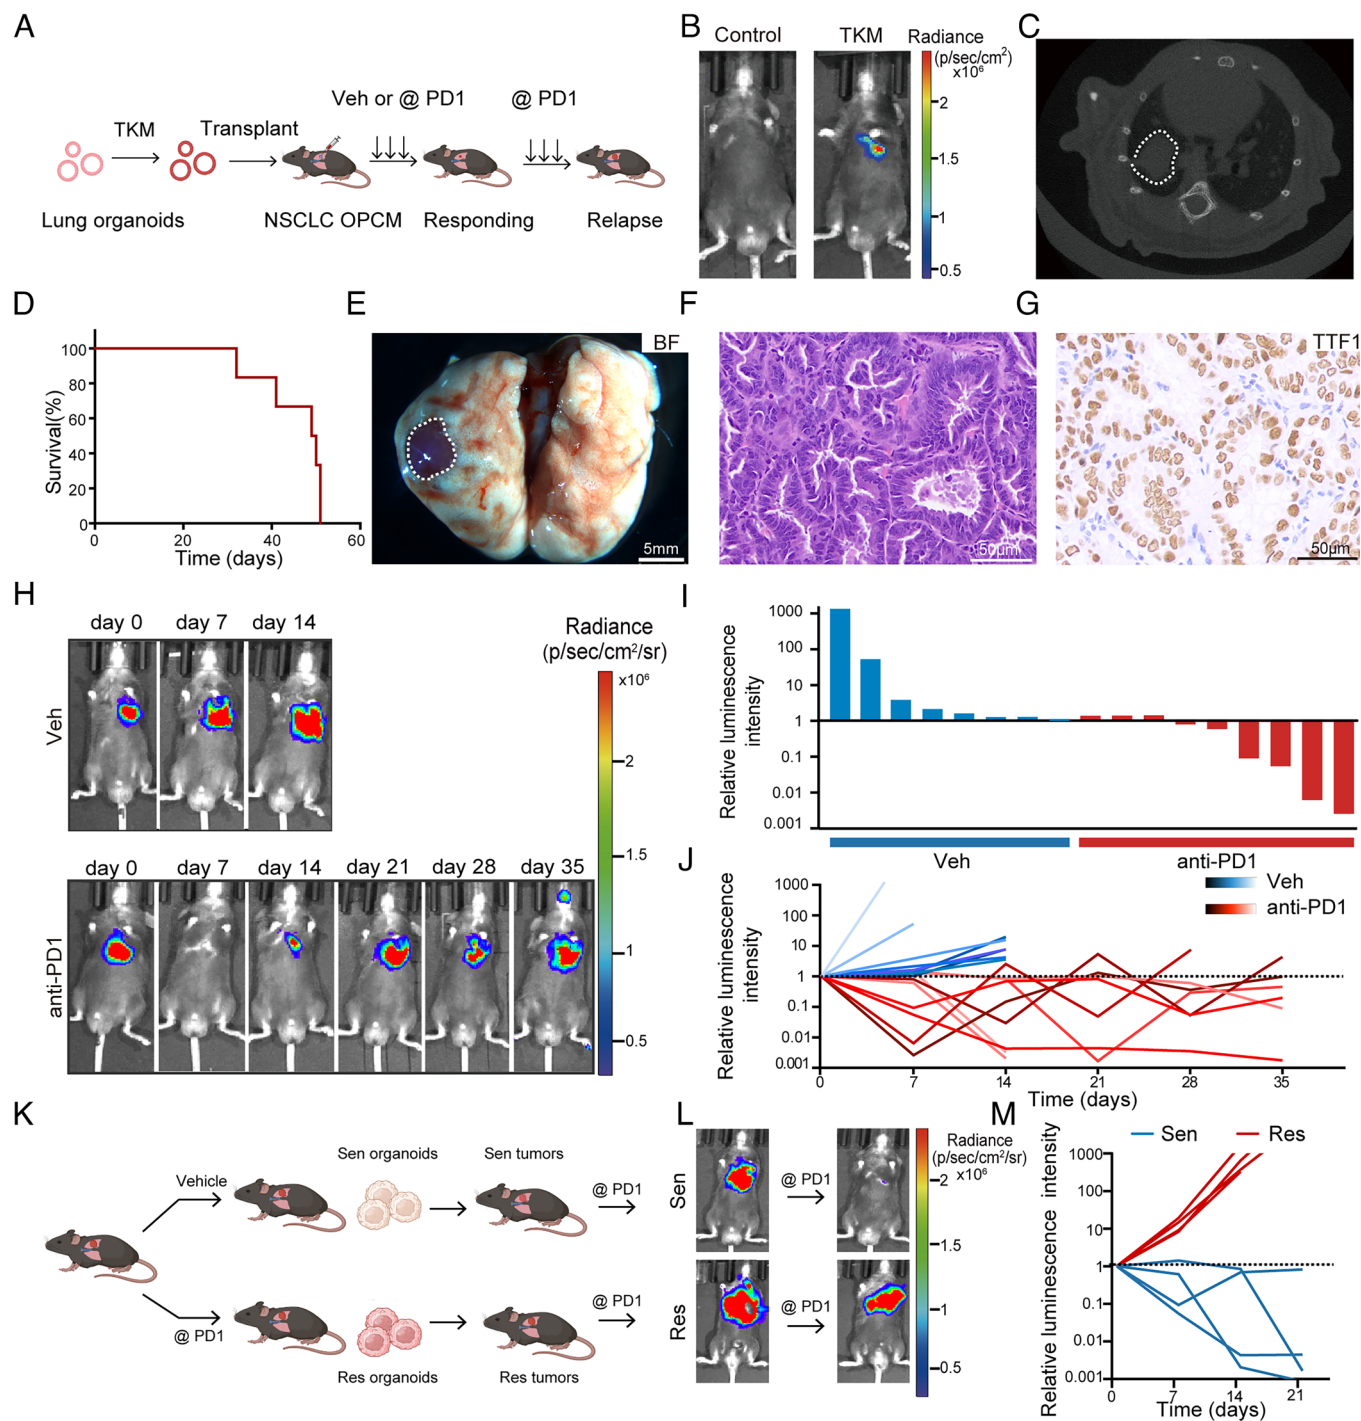 A
TKM
Transplant
Veh or @ PD1
@ PD1
Lung organoids
NSCLC OPCM
Responding
Relapse
B
Control
TKM
Radiance
(p/sec/cm²)
x10⁶
2
1
0.5
C
D
Survival(%)
100
80
60
40
20
0
0
20
40
60
Time (days)
E
BF
5mm
F
50µm
G
TTF1
50µm
H
day 0
day 7
day 14
Veh
Radiance
(p/sec/cm²/sr)
x10⁶
2
1.5
1
0.5
day 0
day 7
day 14
day 21
day 28
day 35
anti-PD1
I
Relative luminescence
intensity
1000
100
10
1
0.1
0.01
0.001
Veh
anti-PD1
J
Relative luminescence
intensity
1000
100
10
1
0.1
0.01
0.001
Veh
anti-PD1
0
7
14
21
28
35
Time (days)
K
Vehicle
@ PD1
Sen organoids
Sen tumors
@ PD1
Res organoids
Res tumors
@ PD1
L
Sen
@ PD1
Res
@ PD1
Radiance
(p/sec/cm²/sr)
x10⁶
2
1
0.5
M
Sen
Res
Relative luminescence intensity
1000
100
10
1
0.1
0.01
0.001
0
7
14
21
Time (days)